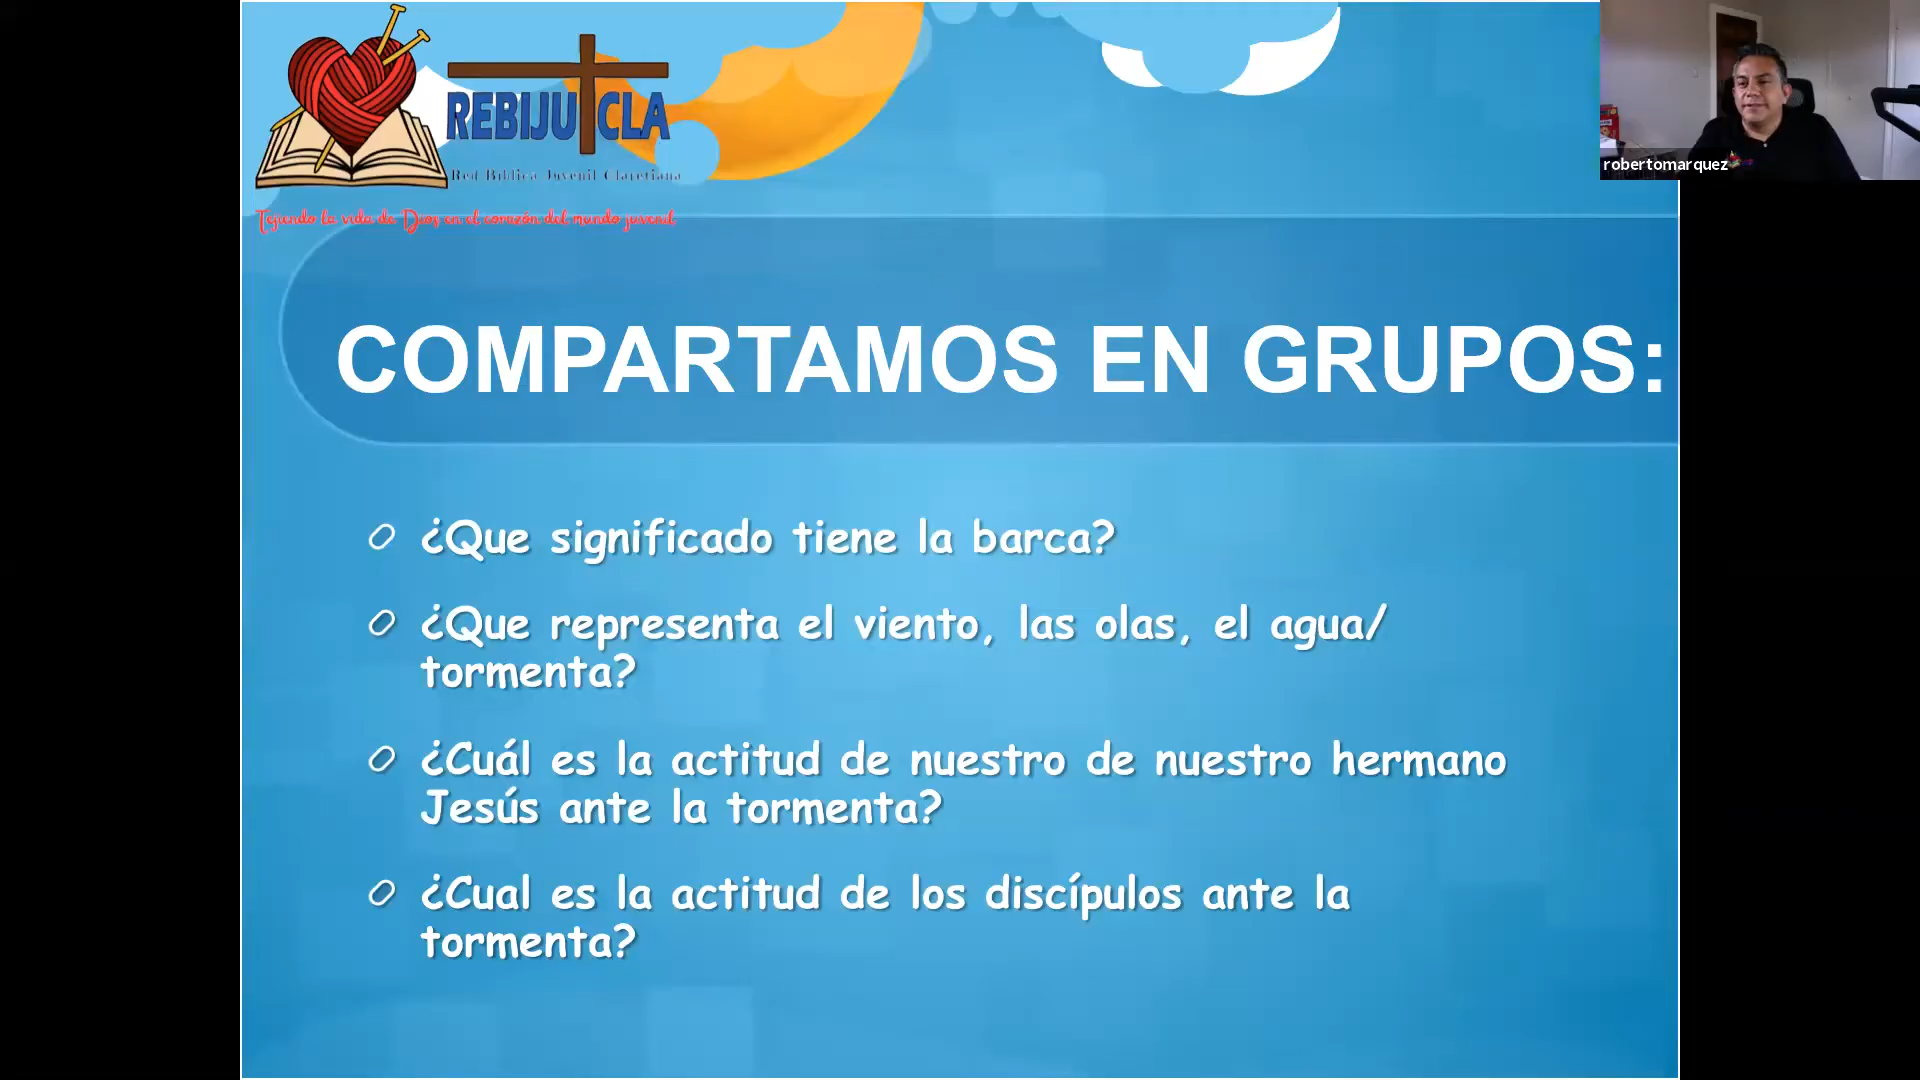 REBIJU CLA
Red Bíblica Juvenil Claretiana
Tejiendo la vida de Dios en el corazón del mundo juvenil
robertomarquez
COMPARTAMOS EN GRUPOS:
¿Que significado tiene la barca?
¿Que representa el viento, las olas, el agua/
tormenta?
¿Cuál es la actitud de nuestro de nuestro hermano
Jesús ante la tormenta?
¿Cual es la actitud de los discípulos ante la
tormenta?